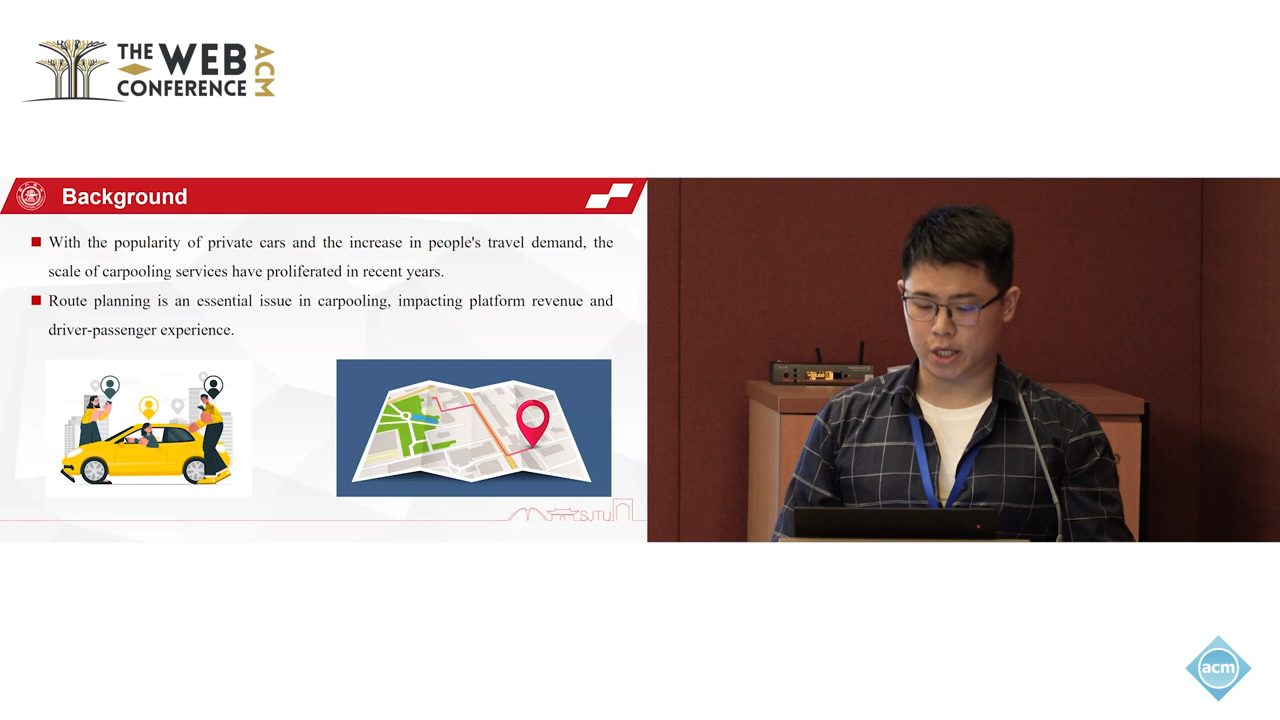 THE WEB
CONFERENCE
ACM
Background
With the popularity of private cars and the increase in people's travel demand, the
scale of carpooling services have proliferated in recent years.
Route planning is an essential issue in carpooling, impacting platform revenue and
driver-passenger experience.
SJTU
acm